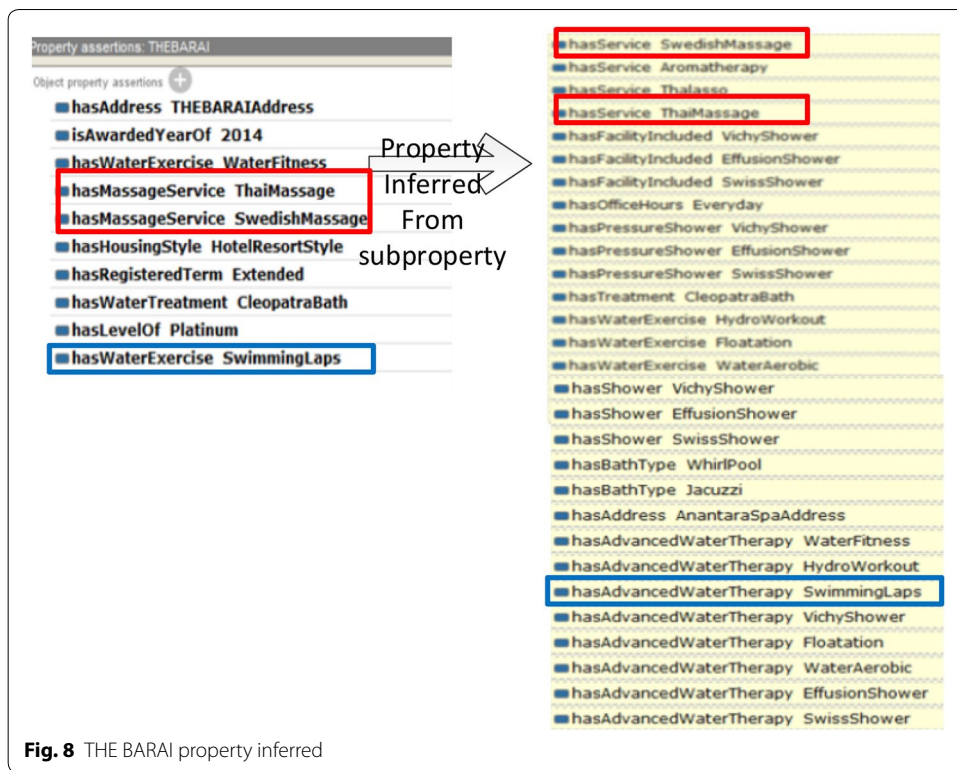 Property assertions: THEBARAI
Object property assertions
hasAddress THEBARAIAddress
isAwardedYearOf 2014
hasWaterExercise WaterFitness
hasMassageService ThaiMassage
hasMassageService SwedishMassage
hasHousingStyle HotelResortStyle
hasRegisteredTerm Extended
hasWaterTreatment CleopatraBath
hasLevelOf Platinum
hasWaterExercise SwimmingLaps
Property
Inferred
From
subproperty
hasService SwedishMassage
hasService Aromatherapy
hasService Thalasso
hasService ThaiMassage
hasFacilityIncluded VichyShower
hasFacilityIncluded EffusionShower
hasFacilityIncluded SwissShower
hasOfficeHours Everyday
hasPressureShower VichyShower
hasPressureShower EffusionShower
hasPressureShower SwissShower
hasTreatment CleopatraBath
hasWaterExercise HydroWorkout
hasWaterExercise Floatation
hasWaterExercise WaterAerobic
hasShower VichyShower
hasShower EffusionShower
hasShower SwissShower
hasBathType WhirlPool
hasBathType Jacuzzi
hasAddress AnantaraSpaAddress
hasAdvancedWaterTherapy WaterFitness
hasAdvancedWaterTherapy HydroWorkout
hasAdvancedWaterTherapy SwimmingLaps
hasAdvancedWaterTherapy VichyShower
hasAdvancedWaterTherapy Floatation
hasAdvancedWaterTherapy WaterAerobic
hasAdvancedWaterTherapy EffusionShower
hasAdvancedWaterTherapy SwissShower
Fig. 8 THE BARAI property inferred